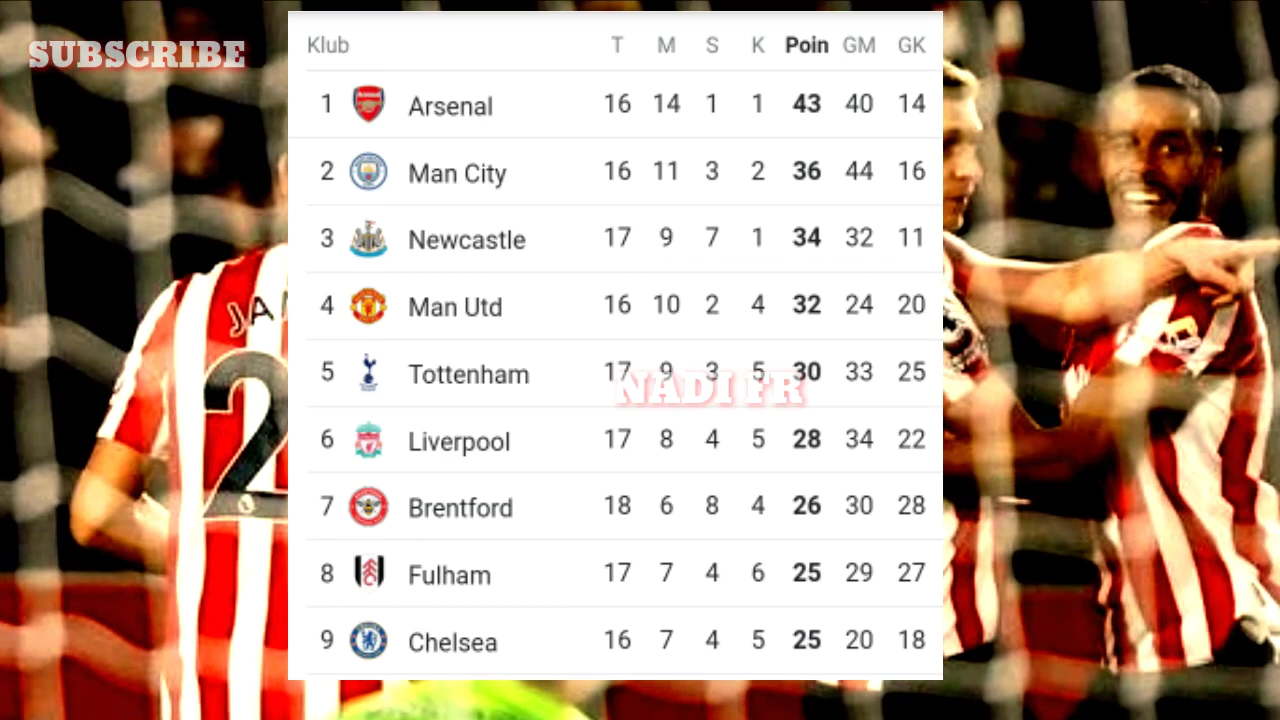 SUBSCRIBE
Klub T M S K Poin GM GK
1 Arsenal 16 14 1 1 43 40 14
2 Man City 16 11 3 2 36 44 16
3 Newcastle 17 9 7 1 34 32 11
4 Man Utd 16 10 2 4 32 24 20
5 Tottenham 17 9 3 5 30 33 25
NADI FR
6 Liverpool 17 8 4 5 28 34 22
7 Brentford 18 6 8 4 26 30 28
8 Fulham 17 7 4 6 25 29 27
9 Chelsea 16 7 4 5 25 20 18
JA
2